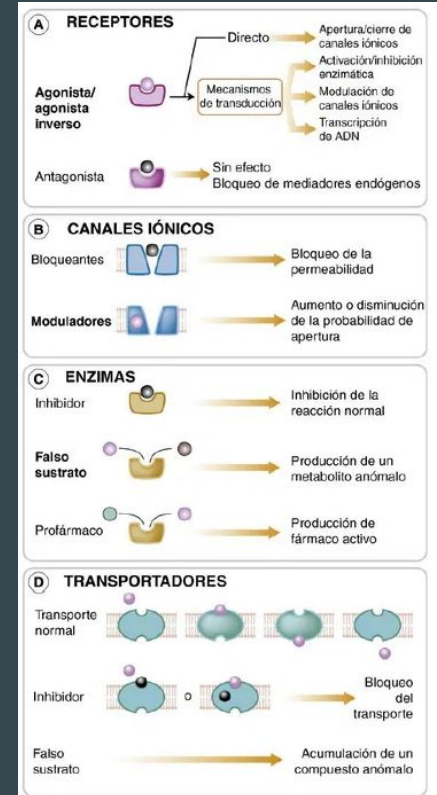 A RECEPTORES
Agonista/
agonista
inverso
Directo
Apertura/cierre de
canales iónicos
Mecanismos
de transducción
Activación/inhibición
enzimática
Modulación de
canales iónicos
Transcripción
de ADN
Antagonista
Sin efecto
Bloqueo de mediadores endógenos
B CANALES IÓNICOS
Bloqueantes
Bloqueo de la
permeabilidad
Moduladores
Aumento o disminución
de la probabilidad de
apertura
C ENZIMAS
Inhibidor
Inhibición de la
reacción normal
Falso
sustrato
Producción de un
metabolito anómalo
Profármaco
Producción de
fármaco activo
D TRANSPORTADORES
Transporte
normal
Inhibidor
o
Bloqueo
del
transporte
Falso
sustrato
Acumulación de un
compuesto anómalo